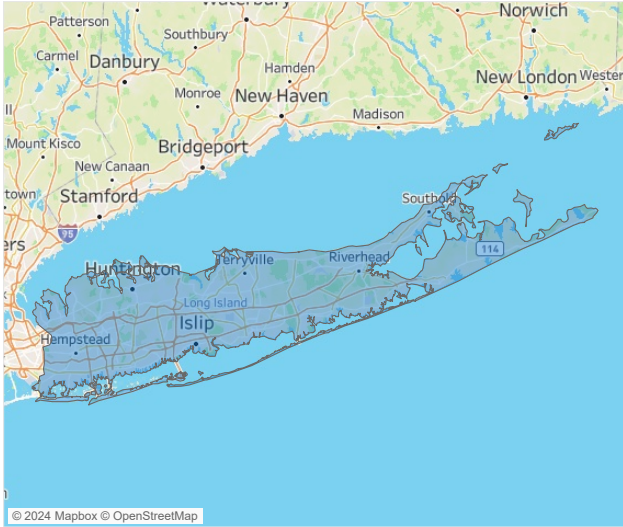 Waterbury
Norwich
Patterson
Southbury
Carmel
Danbury
Hamden
New London
Wester
Monroe
New Haven
Madison
Mount Kisco
Bridgeport
New Canaan
town
Stamford
Southold
95
ers
114
Huntington
Terryville
Riverhead
Long Island
Islip
Hempstead
© 2024 Mapbox © OpenStreetMap